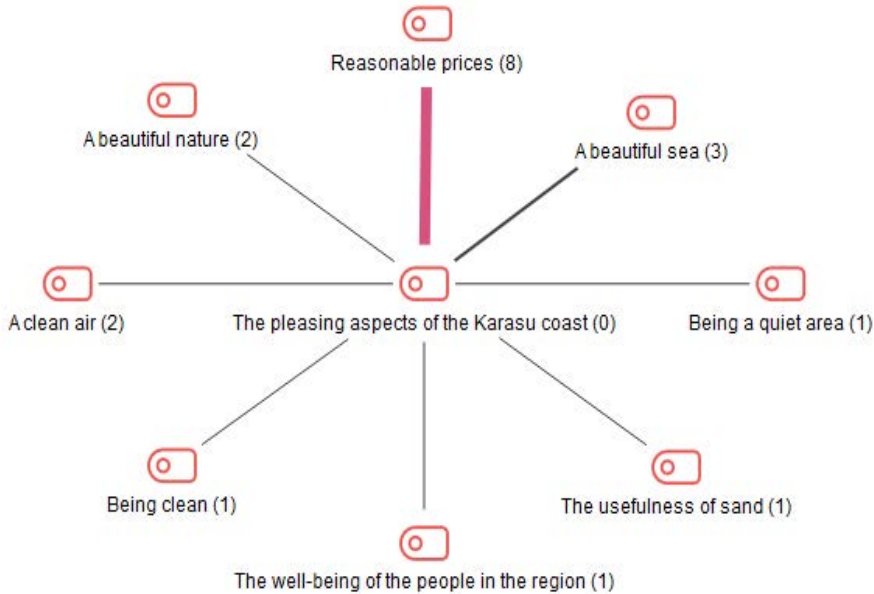 Reasonable prices (8)
A beautiful nature (2)
A beautiful sea (3)
A clean air (2)
The pleasing aspects of the Karasu coast (0)
Being a quiet area (1)
Being clean (1)
The usefulness of sand (1)
The well-being of the people in the region (1)